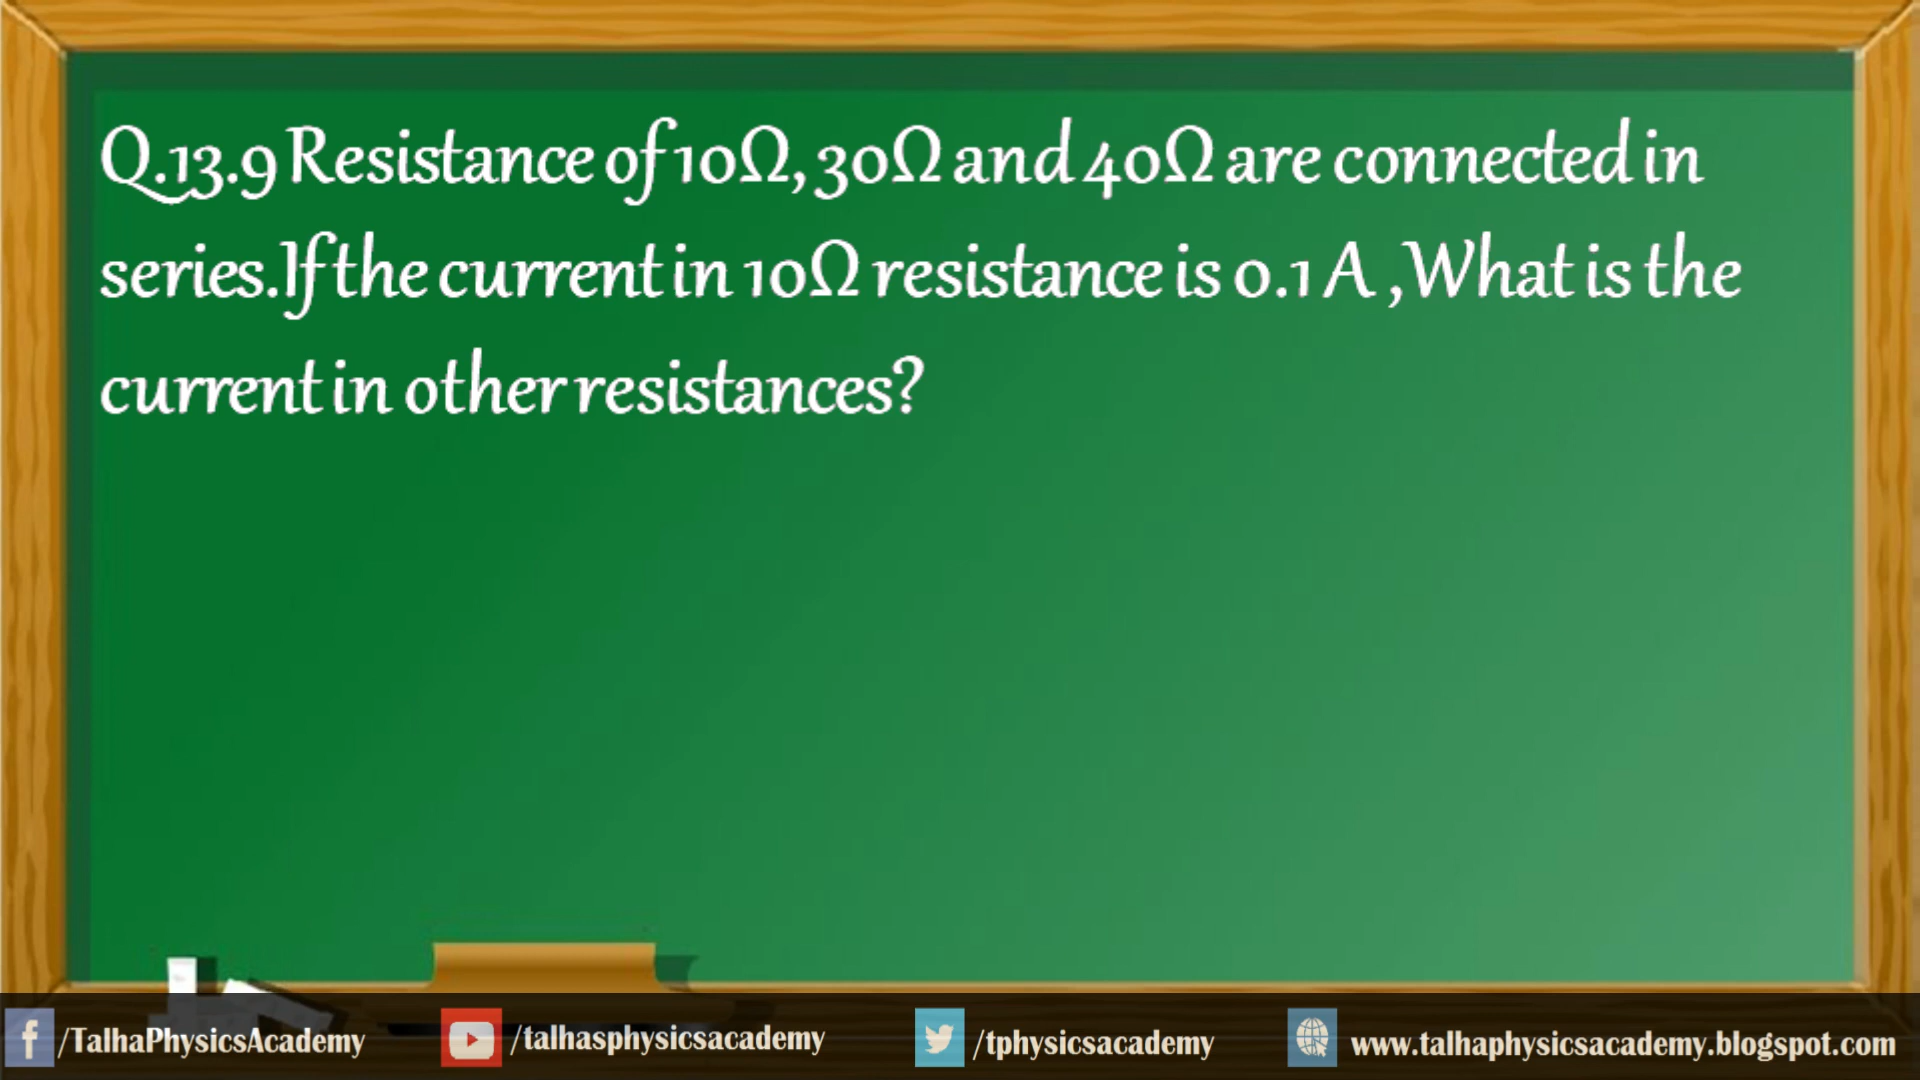 Q.13.9 Resistance of 10Ω, 30Ω and 40Ω are connected in
series.If the current in 10Ω resistance is 0.1 A ,What is the
current in other resistances?
/TalhaPhysicsAcademy /talhasphysicsacademy /tphysicsacademy www.talhaphysicsacademy.blogspot.com